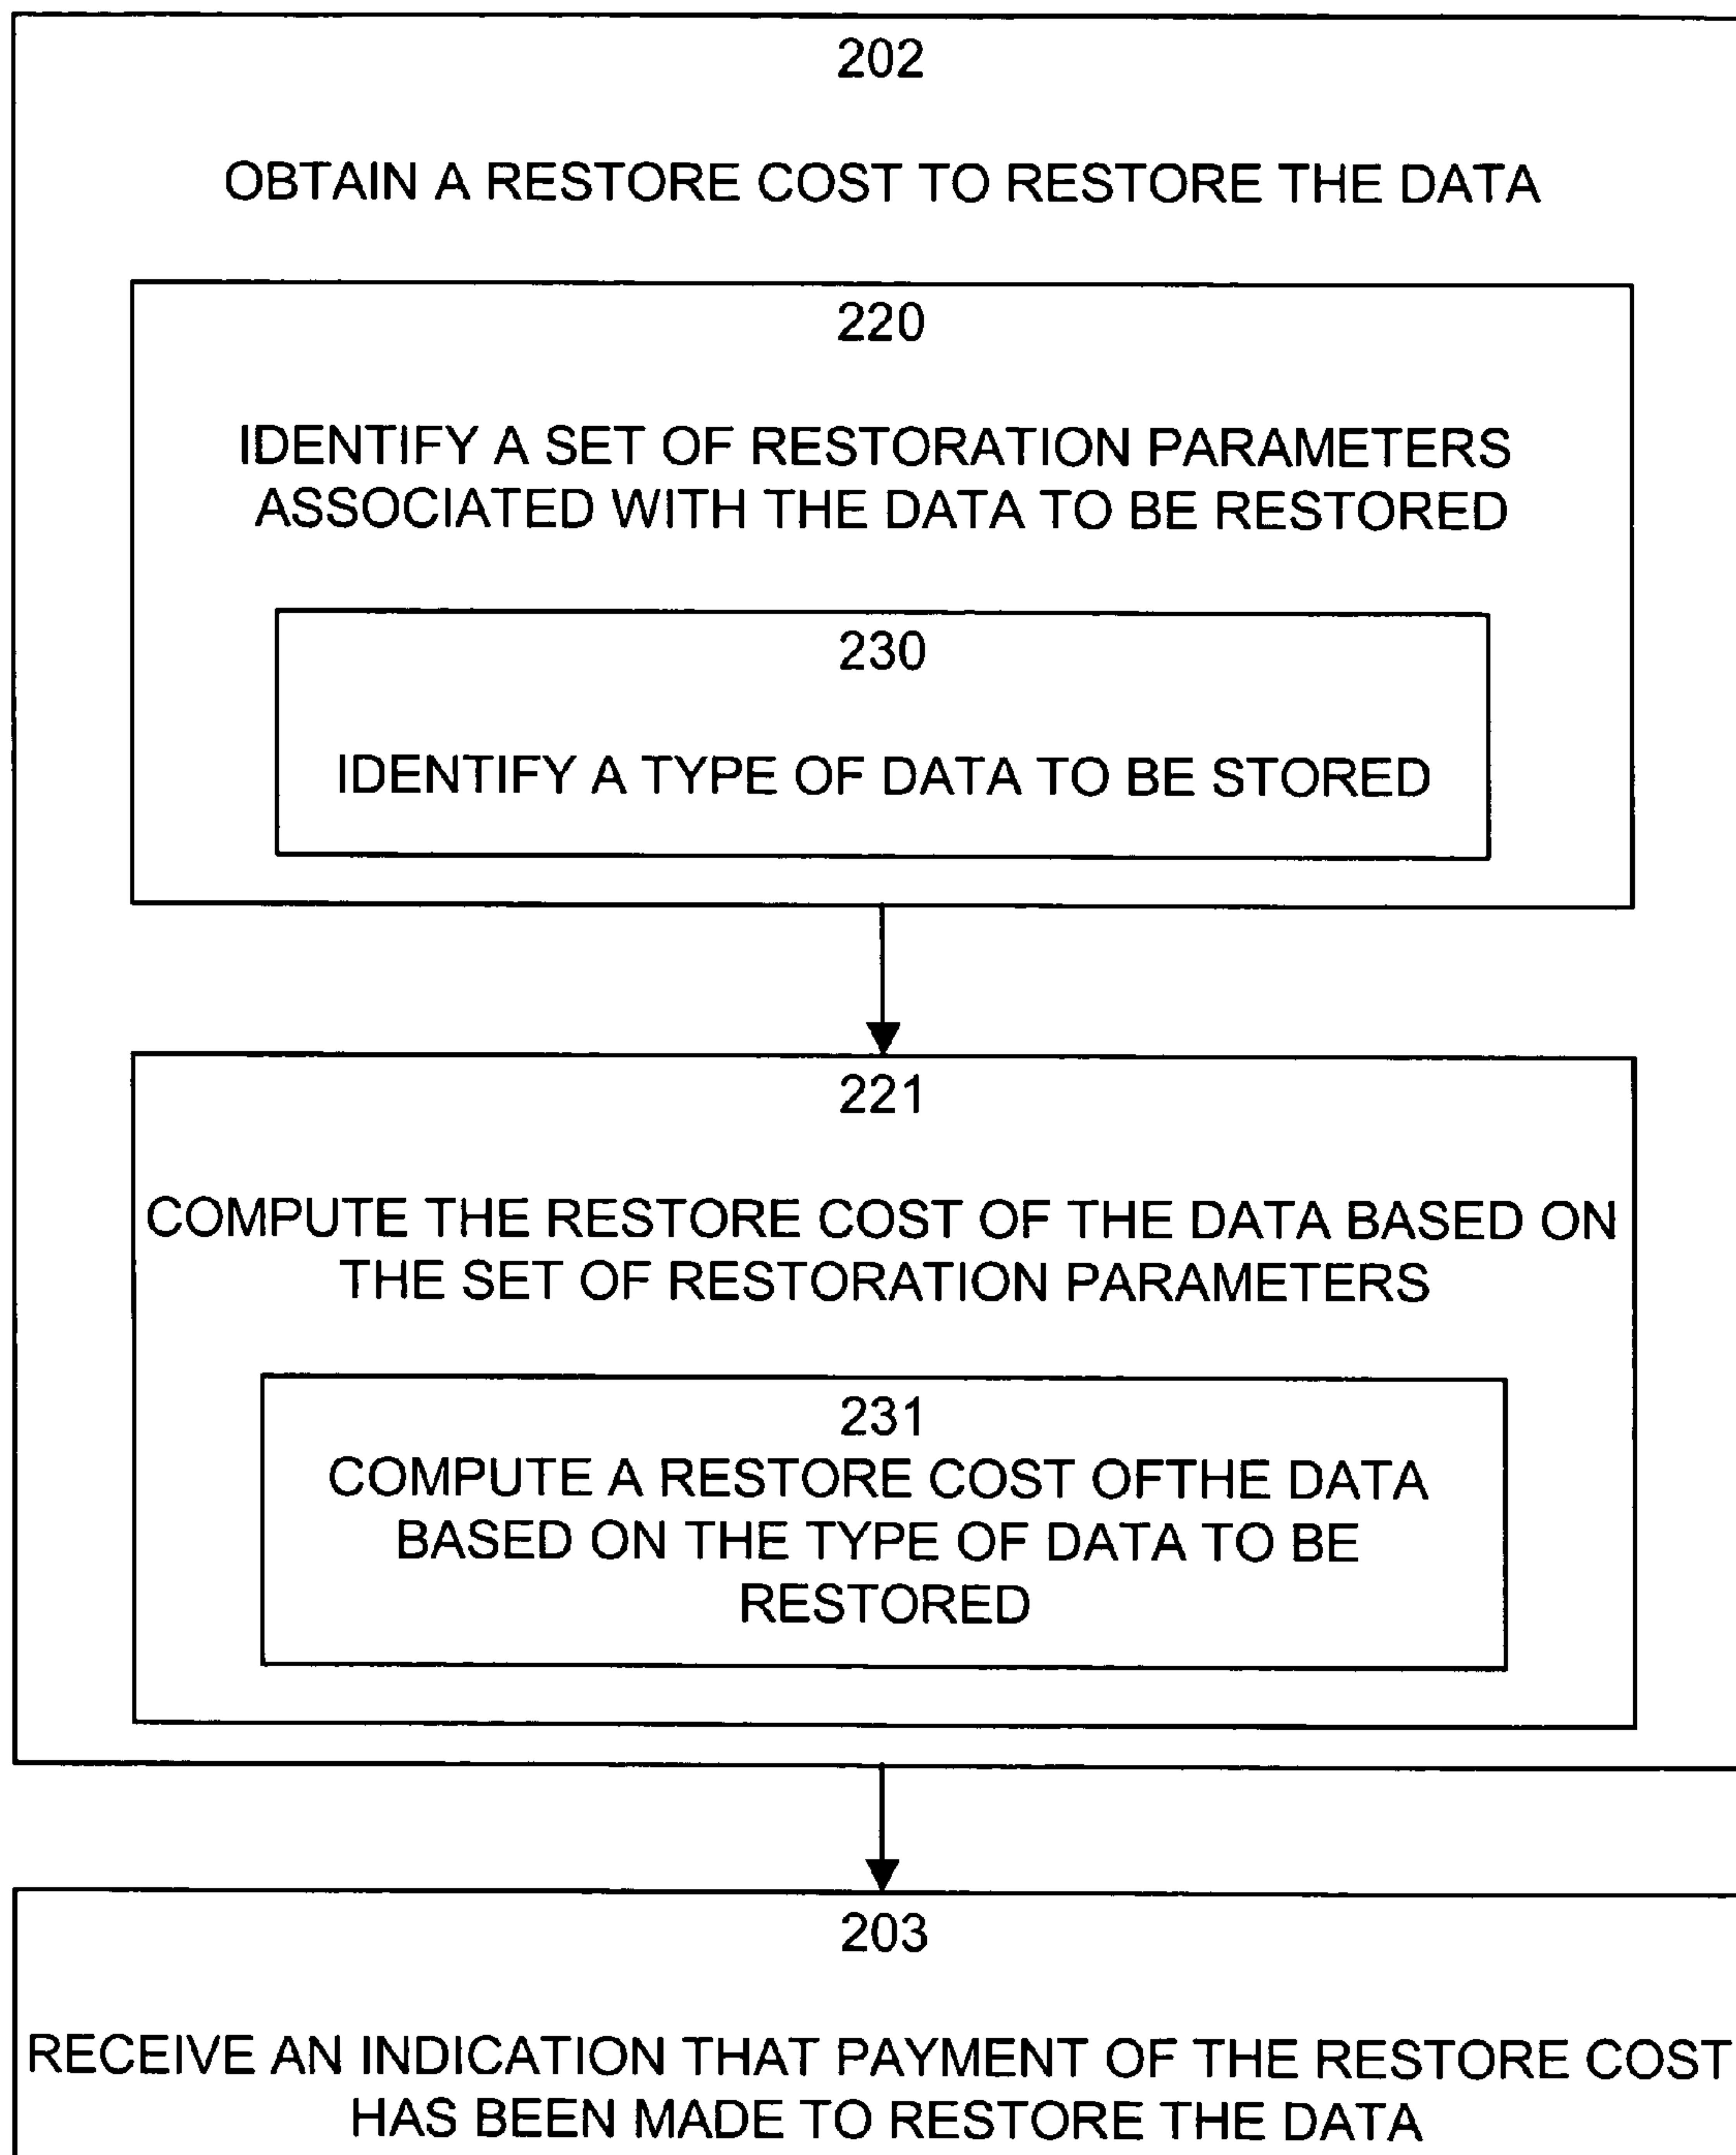 202
OBTAIN A RESTORE COST TO RESTORE THE DATA
220
IDENTIFY A SET OF RESTORATION PARAMETERS
ASSOCIATED WITH THE DATA TO BE RESTORED
230
IDENTIFY A TYPE OF DATA TO BE STORED
221
COMPUTE THE RESTORE COST OF THE DATA BASED ON
THE SET OF RESTORATION PARAMETERS
231
COMPUTE A RESTORE COST OFTHE DATA
BASED ON THE TYPE OF DATA TO BE
RESTORED
203
RECEIVE AN INDICATION THAT PAYMENT OF THE RESTORE COST
HAS BEEN MADE TO RESTORE THE DATA